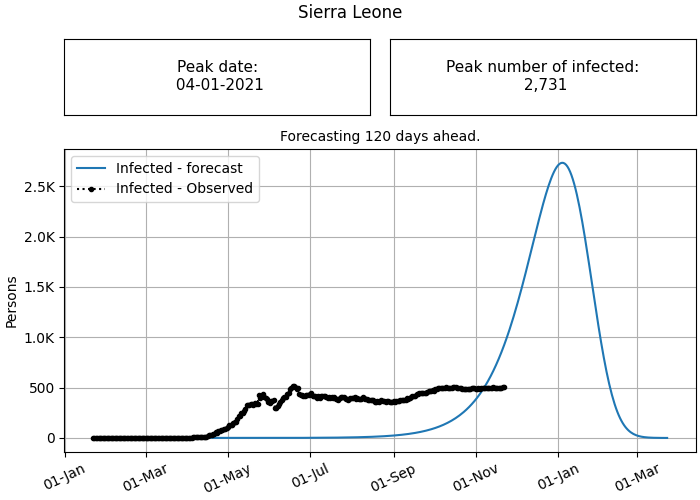 Sierra Leone
Peak date:
04-01-2021
Peak number of infected:
2,731
Forecasting 120 days ahead.
Infected - forecast
Infected - Observed
2.5K
2.0K
1.5K
1.0K
500
0
Persons
01-Jan
01-Mar
01-May
01-Jul
01-Sep
01-Nov
01-Jan
01-Mar